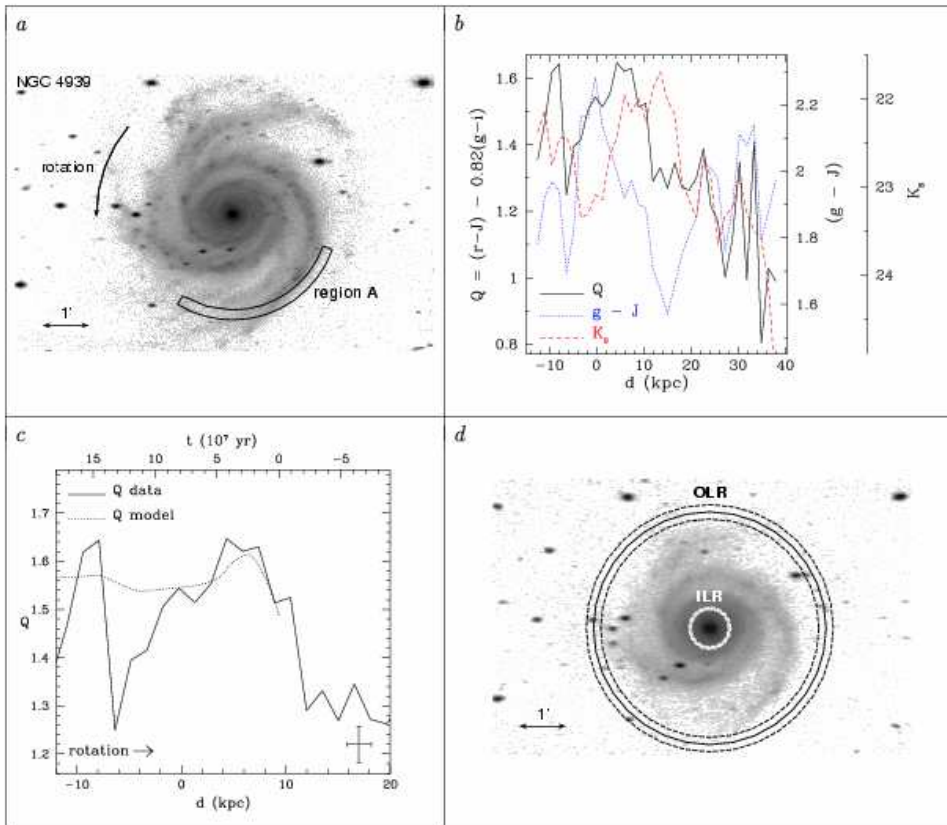 a
NGC 4939
rotation
region A
1'
b
1.6
1.4
1.2
1
0.8
Q = (r-J) - 0.82(g-i)
2.2
2
1.8
1.6
(g - J)
22
23
24
K_s
Q
g - J
K_s
-10 0 10 20 30 40
d (kpc)
c
t (10⁷ yr)
15 10 5 0 -5
Q data
Q model
1.7
1.6
1.5
1.4
1.3
1.2
Q
rotation →
-10 0 10 20
d (kpc)
d
OLR
ILR
1'